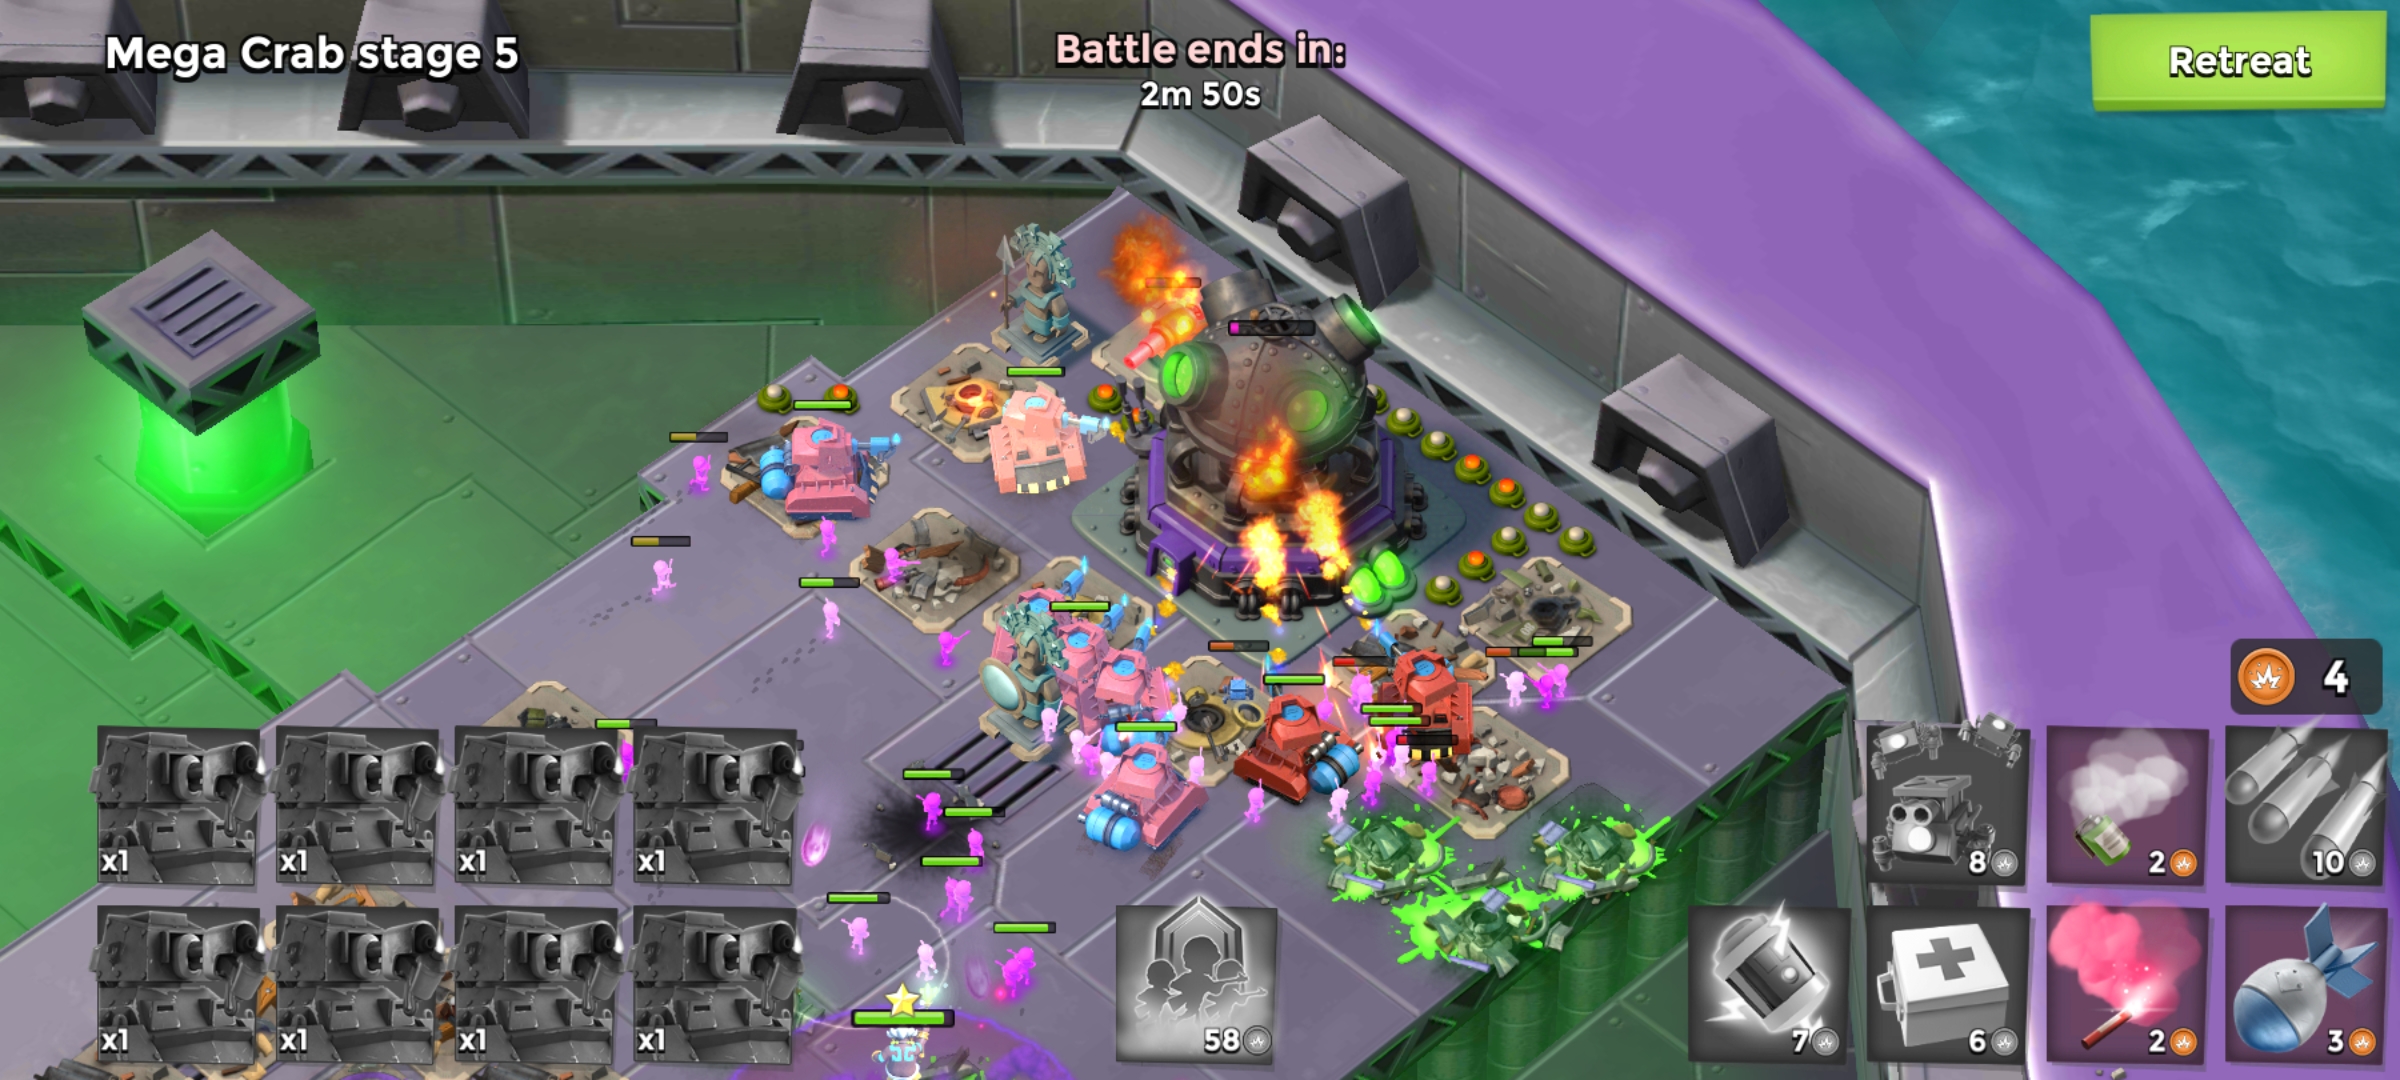 Mega Crab stage 5
Battle ends in:
2m 50s
Retreat
4
8
2
10
x1
x1
x1
x1
58
7
6
2
3
x1
x1
x1
x1